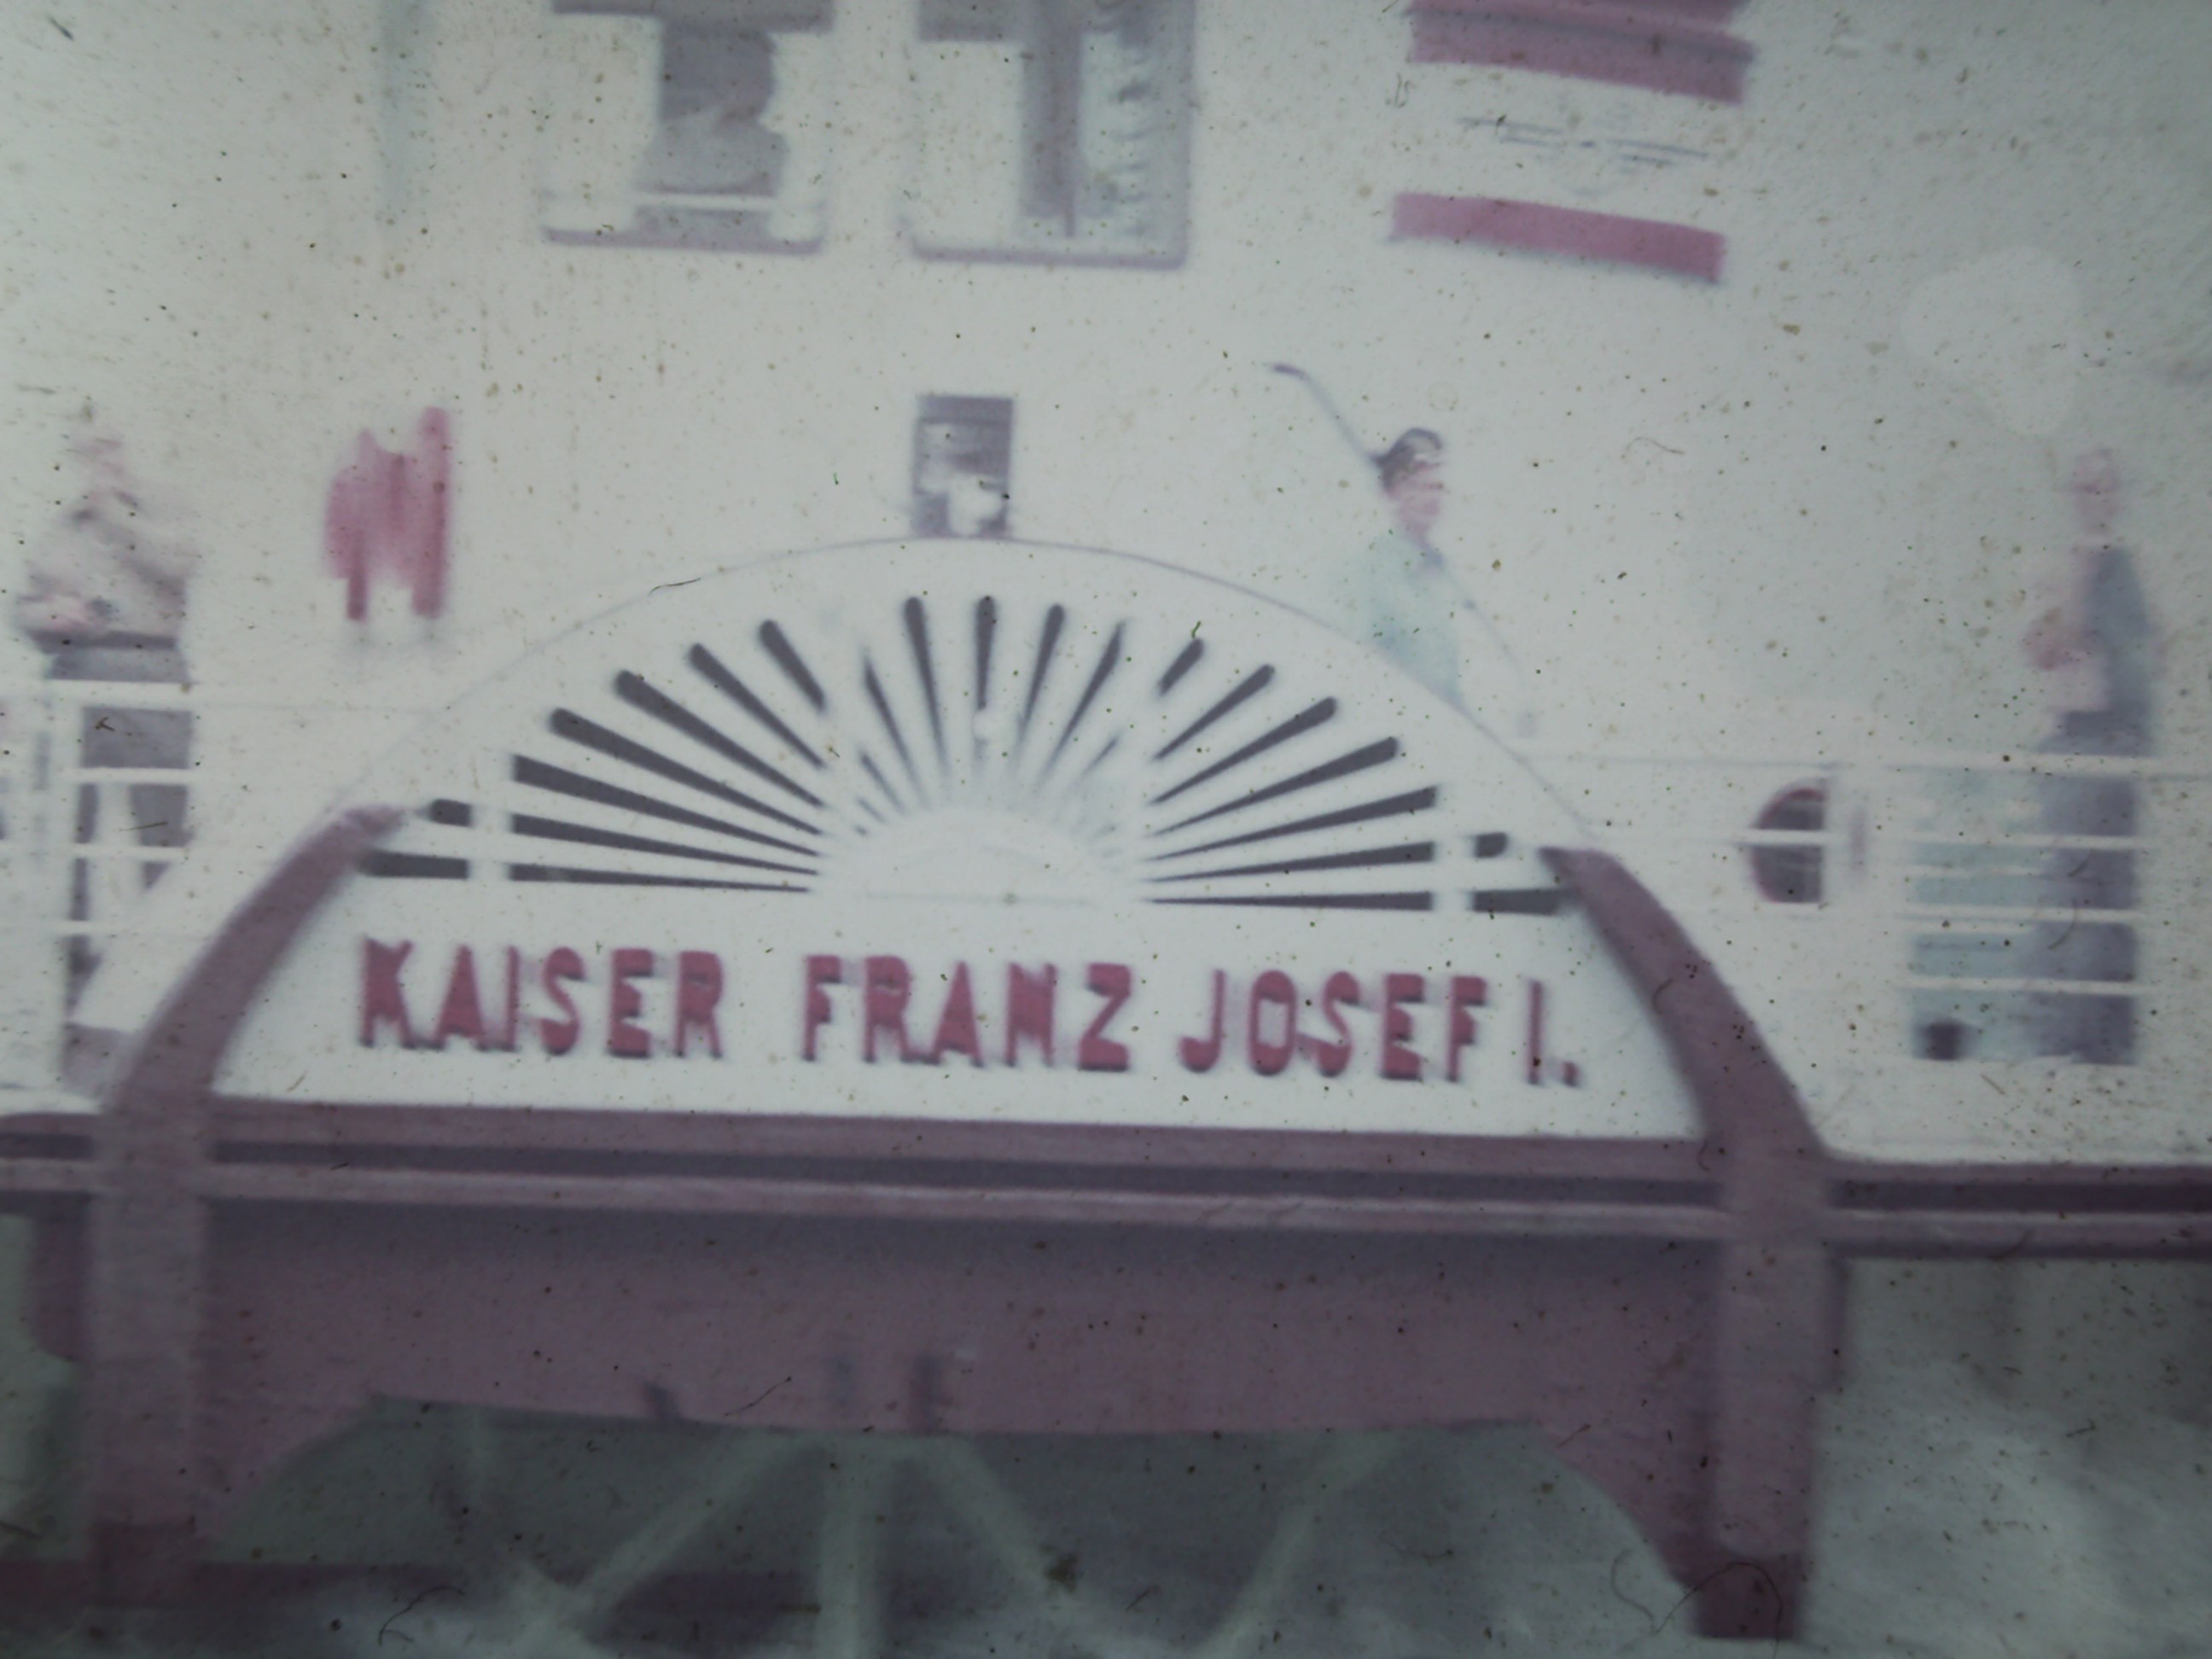 KAISER FRANZ JOSEF I.